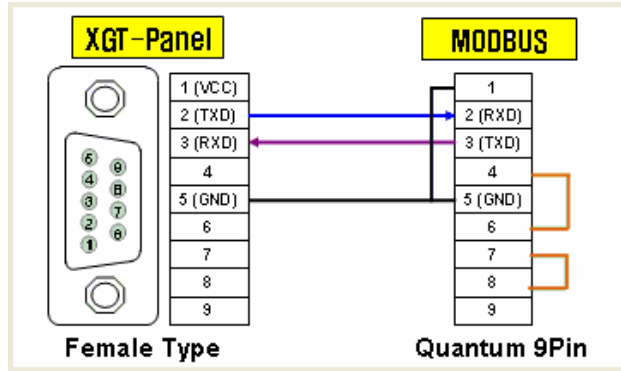 XGT-Panel
MODBUS
1 (VCC)
2 (TXD)
3 (RXD)
4
5 (GND)
6
7
8
9
5
4
3
2
1
9
8
7
6
1
2 (RXD)
3 (TXD)
4
5 (GND)
6
7
8
9
Female Type
Quantum 9Pin